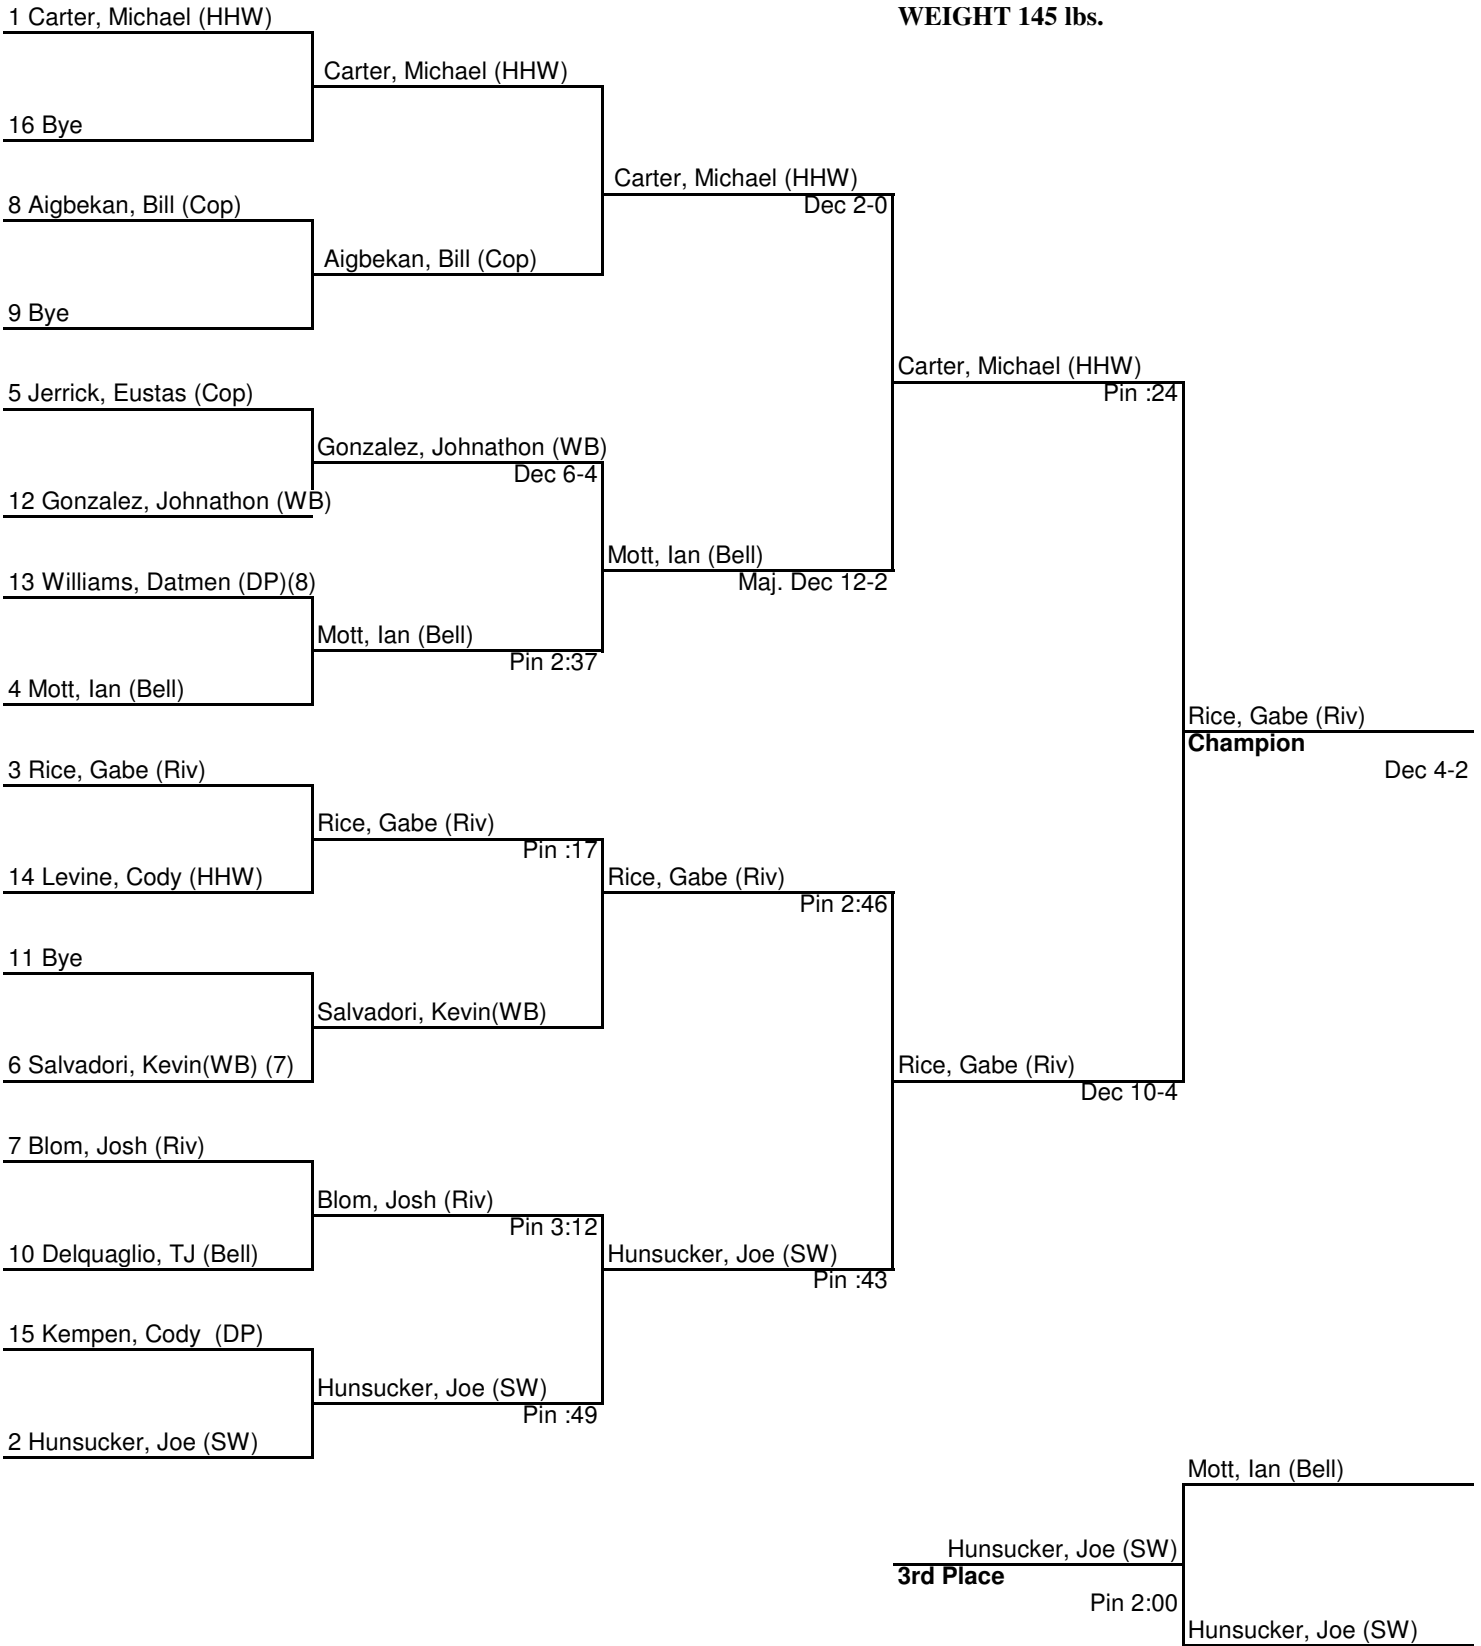 1 Carter, Michael (HHW)
WEIGHT 145 lbs.
Carter, Michael (HHW)
16 Bye
Carter, Michael (HHW)
8 Aigbekan, Bill (Cop)
Dec 2-0
Aigbekan, Bill (Cop)
9 Bye
Carter, Michael (HHW)
5 Jerrick, Eustas (Cop)
Pin :24
Gonzalez, Johnathon (WB)
Dec 6-4
12 Gonzalez, Johnathon (WB)
Mott, Ian (Bell)
13 Williams, Datmen (DP)(8)
Maj. Dec 12-2
Mott, Ian (Bell)
Pin 2:37
4 Mott, Ian (Bell)
Rice, Gabe (Riv)
Champion
3 Rice, Gabe (Riv)
Dec 4-2
Rice, Gabe (Riv)
Pin :17
14 Levine, Cody (HHW)
Rice, Gabe (Riv)
Pin 2:46
11 Bye
Salvadori, Kevin(WB)
6 Salvadori, Kevin(WB) (7)
Rice, Gabe (Riv)
Dec 10-4
7 Blom, Josh (Riv)
Blom, Josh (Riv)
Pin 3:12
10 Delquaglio, TJ (Bell)
Hunsucker, Joe (SW)
Pin :43
15 Kempen, Cody  (DP)
Hunsucker, Joe (SW)
Pin :49
2 Hunsucker, Joe (SW)
Mott, Ian (Bell)
Hunsucker, Joe (SW)
3rd Place
Pin 2:00
Hunsucker, Joe (SW)